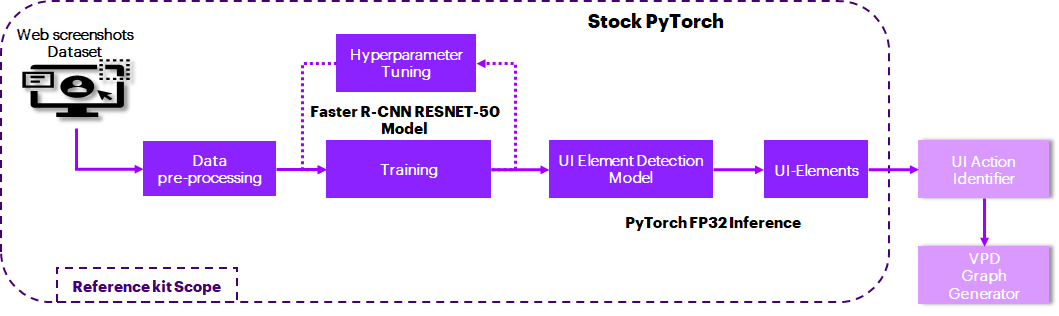 Stock PyTorch
Web screenshots
Dataset
Hyperparameter
Tuning
Faster R-CNN RESNET-50
Model
Data
pre-processing
Training
UI Element Detection
Model
UI-Elements
UI Action
Identifier
PyTorch FP32 Inference
VPD
Graph
Generator
Reference kit Scope